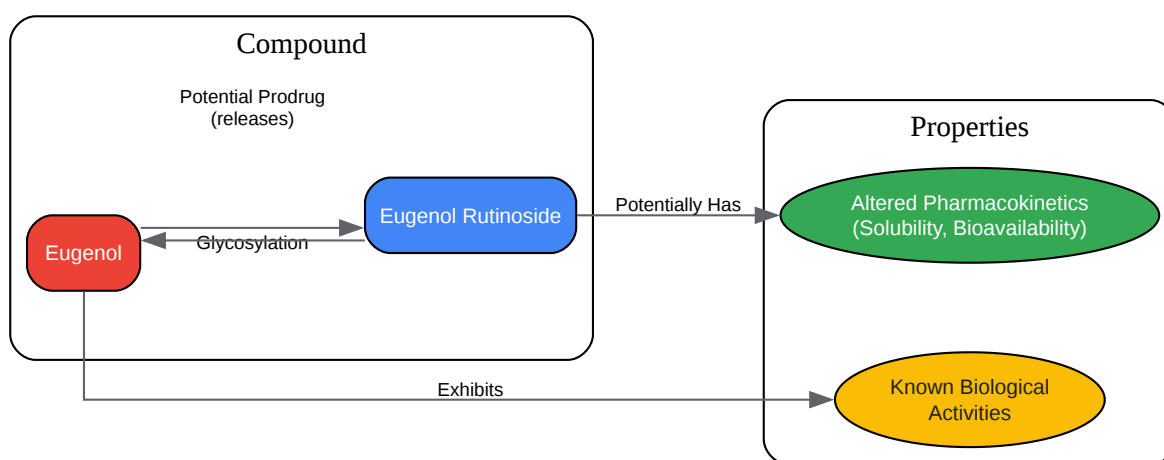 Compound
Potential Prodrug
(releases)
Eugenol
Glycosylation
Eugenol Rutinoside
Potentially Has
Properties
Altered Pharmacokinetics
(Solubility, Bioavailability)
Exhibits
Known Biological
Activities